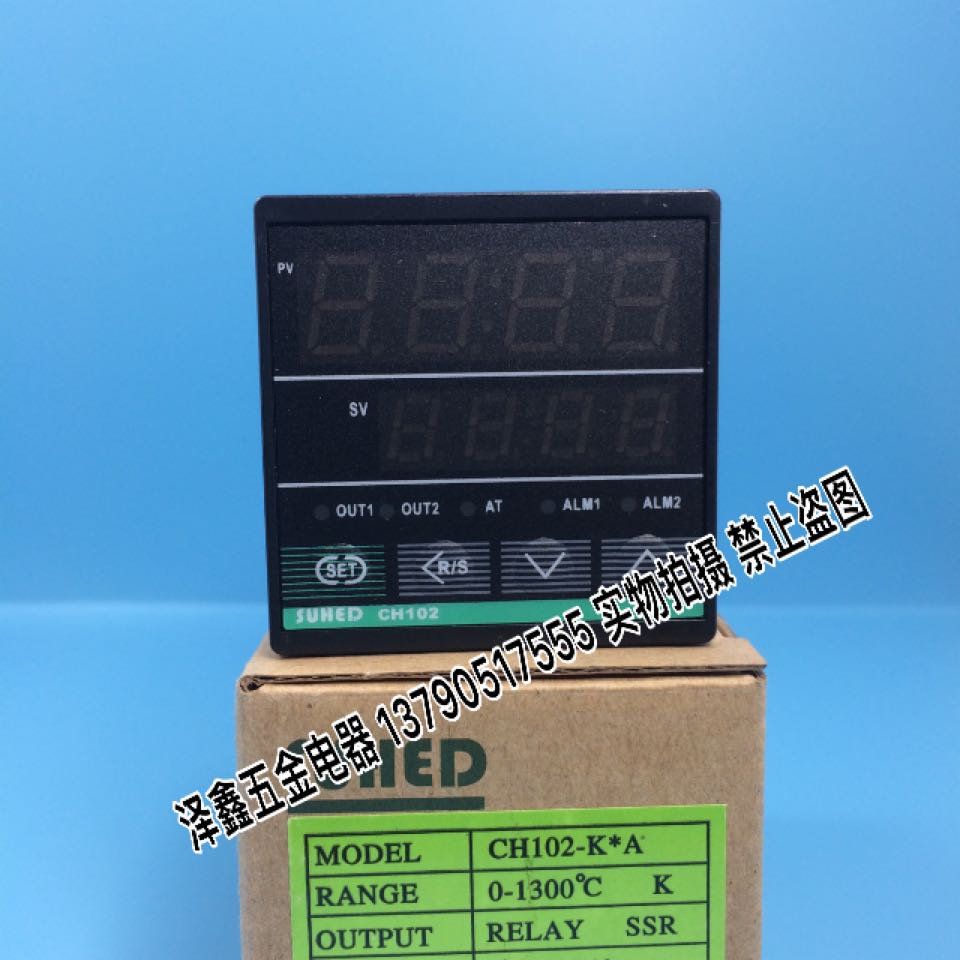 PV
SV
OUT1 OUT2 AT ALM1 ALM2
SET R/S
SUHED CH102
泽鑫五金电器 13790517555 实物拍摄 禁止盗图
SUHED
MODEL CH102-K*A
RANGE 0-1300℃ K
OUTPUT RELAY SSR